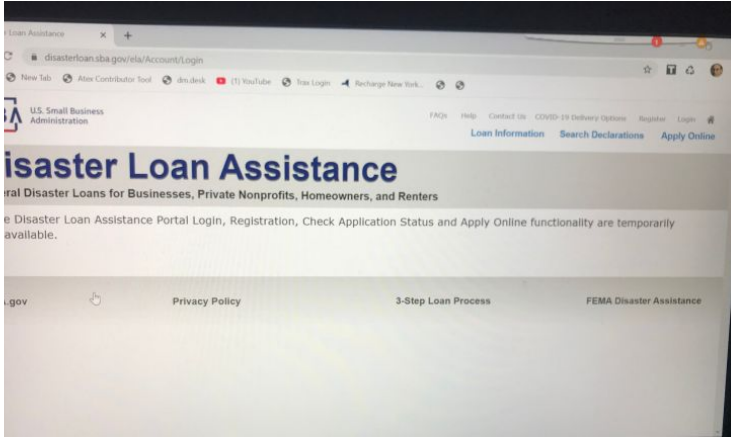 r Loan Assistance
disasterloan.sba.gov/ela/Account/Login
New Tab Atex Contributor Tool dm.desk (1) YouTube Trax Login Recharge New York...
U.S. Small Business
Administration
FAQs Help Contact Us COVID-19 Delivery Options Register Login
Loan Information Search Declarations Apply Online
isaster Loan Assistance
ral Disaster Loans for Businesses, Private Nonprofits, Homeowners, and Renters
e Disaster Loan Assistance Portal Login, Registration, Check Application Status and Apply Online functionality are temporarily
available.
.gov Privacy Policy 3-Step Loan Process FEMA Disaster Assistance